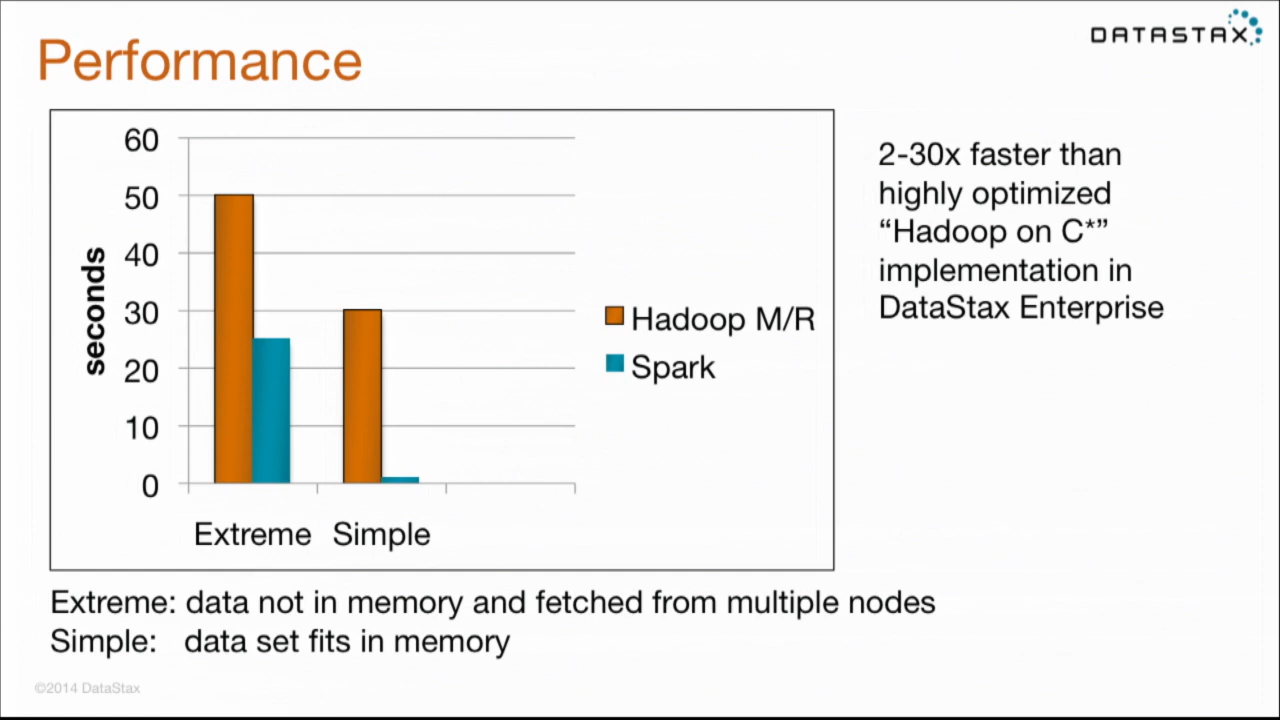 DATASTAX
Performance
60
50
40
30
20
10
0
seconds
Extreme Simple
Hadoop M/R
Spark
2-30x faster than
highly optimized
“Hadoop on C*”
implementation in
DataStax Enterprise
Extreme: data not in memory and fetched from multiple nodes
Simple: data set fits in memory
©2014 DataStax